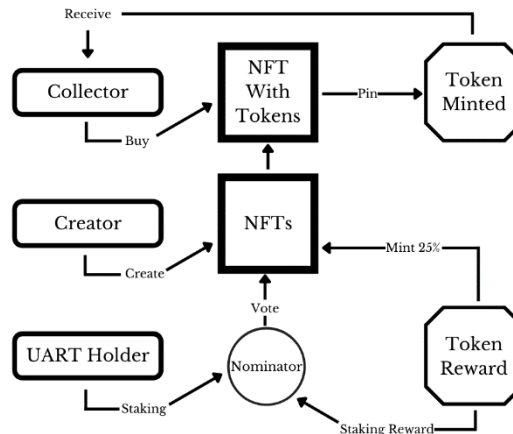 Receive
Collector
NFT
With
Tokens
Token
Minted
Pin
Buy
Creator
NFTs
Create
Mint 25%
Vote
UART Holder
Nominator
Token
Reward
Staking
Staking Reward